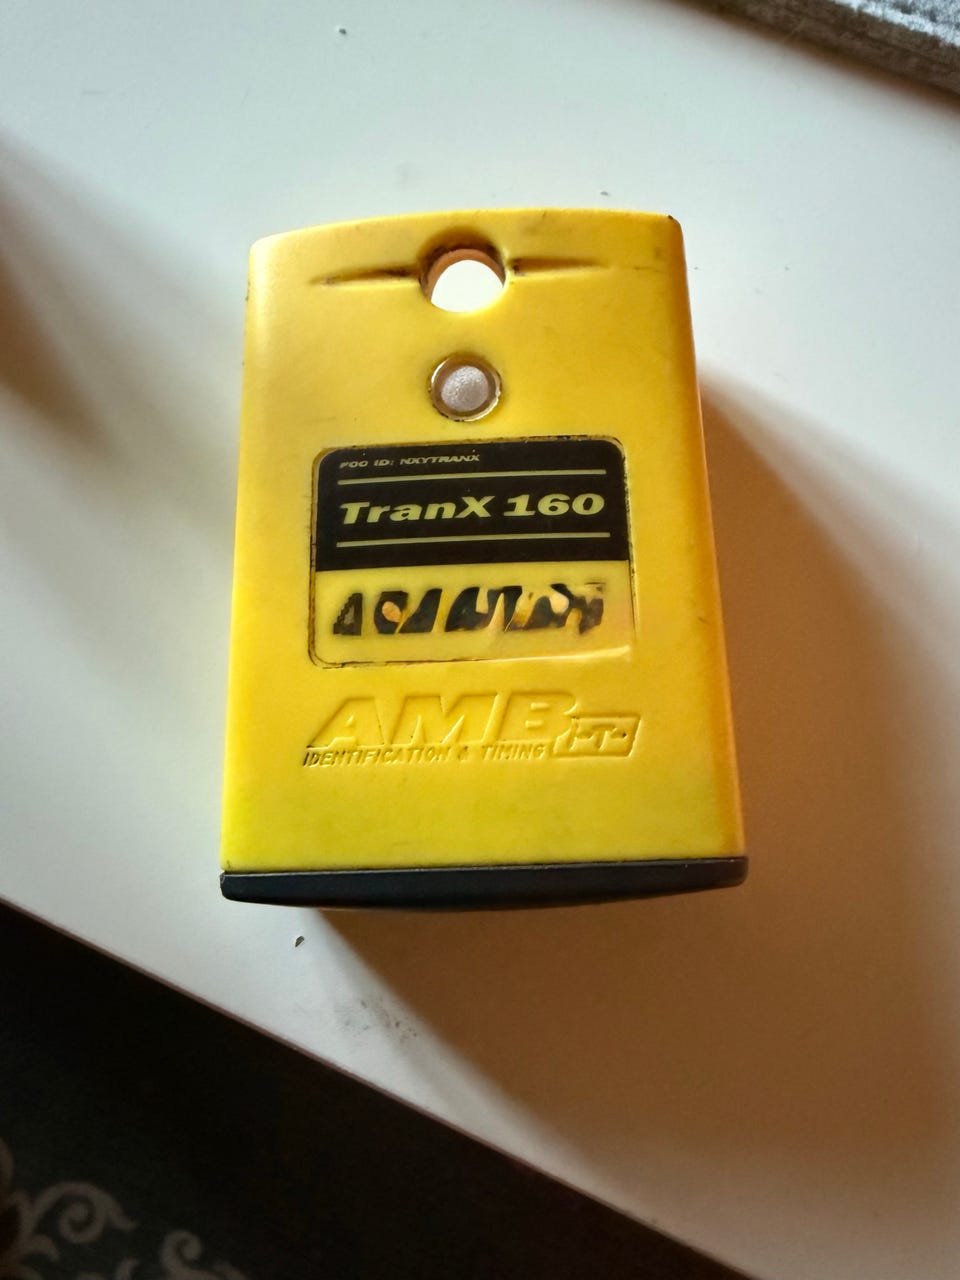 FCC ID: NXYTRANX
TranX 160
AMB i.T.
IDENTIFICATION & TIMING